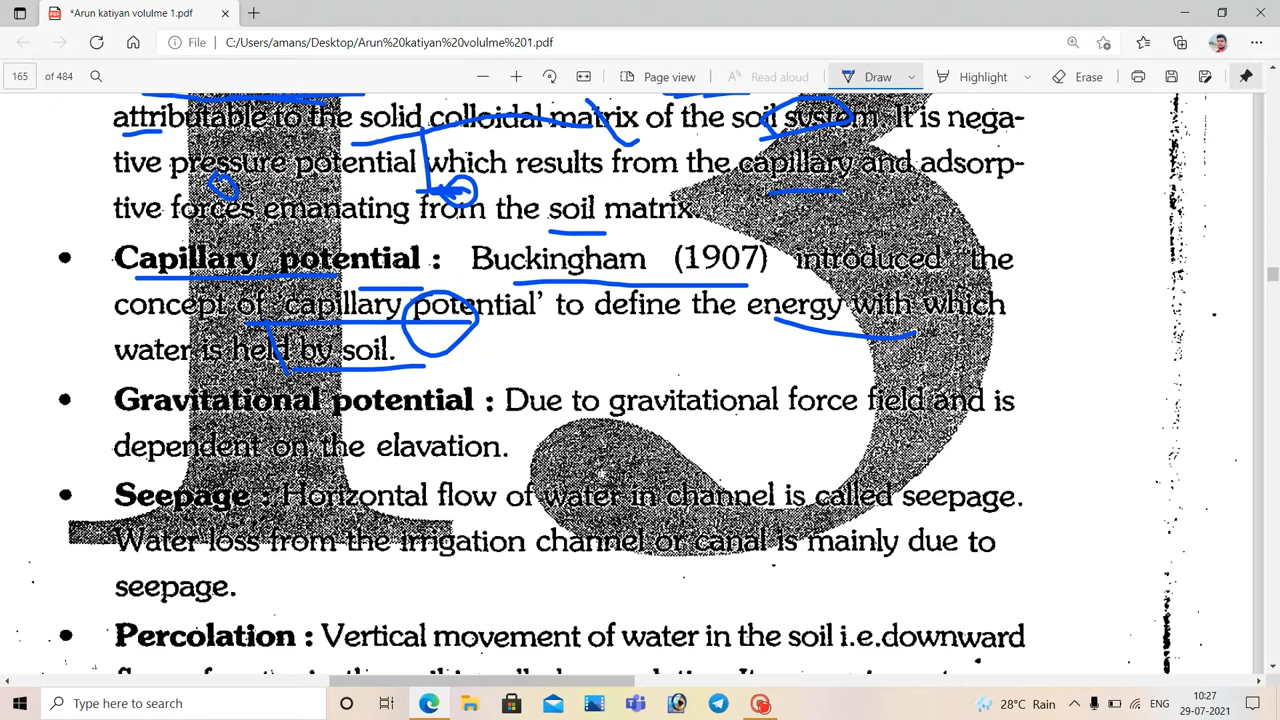 *Arun katiyan volulme 1.pdf
File C:/Users/amans/Desktop/Arun%20katiyan%20volulme%201.pdf
165 of 484 Page view Read aloud Draw Highlight Erase
attributable to the solid colloidal matrix of the soil system. It is nega-
tive pressure potential which results from the capillary and adsorp-
tive forces emanating from the soil matrix.
• Capillary potential : Buckingham (1907) introduced the
concept of 'capillary potential' to define the energy with which
water is held by soil.
• Gravitational potential : Due to gravitational force field and is
dependent on the elavation.
• Seepage : Horizontal flow of water in channel is called seepage.
Water loss from the irrigation channel or canal is mainly due to
seepage.
• Percolation : Vertical movement of water in the soil i.e.downward
Type here to search
28°C Rain ENG 10:27
29-07-2021